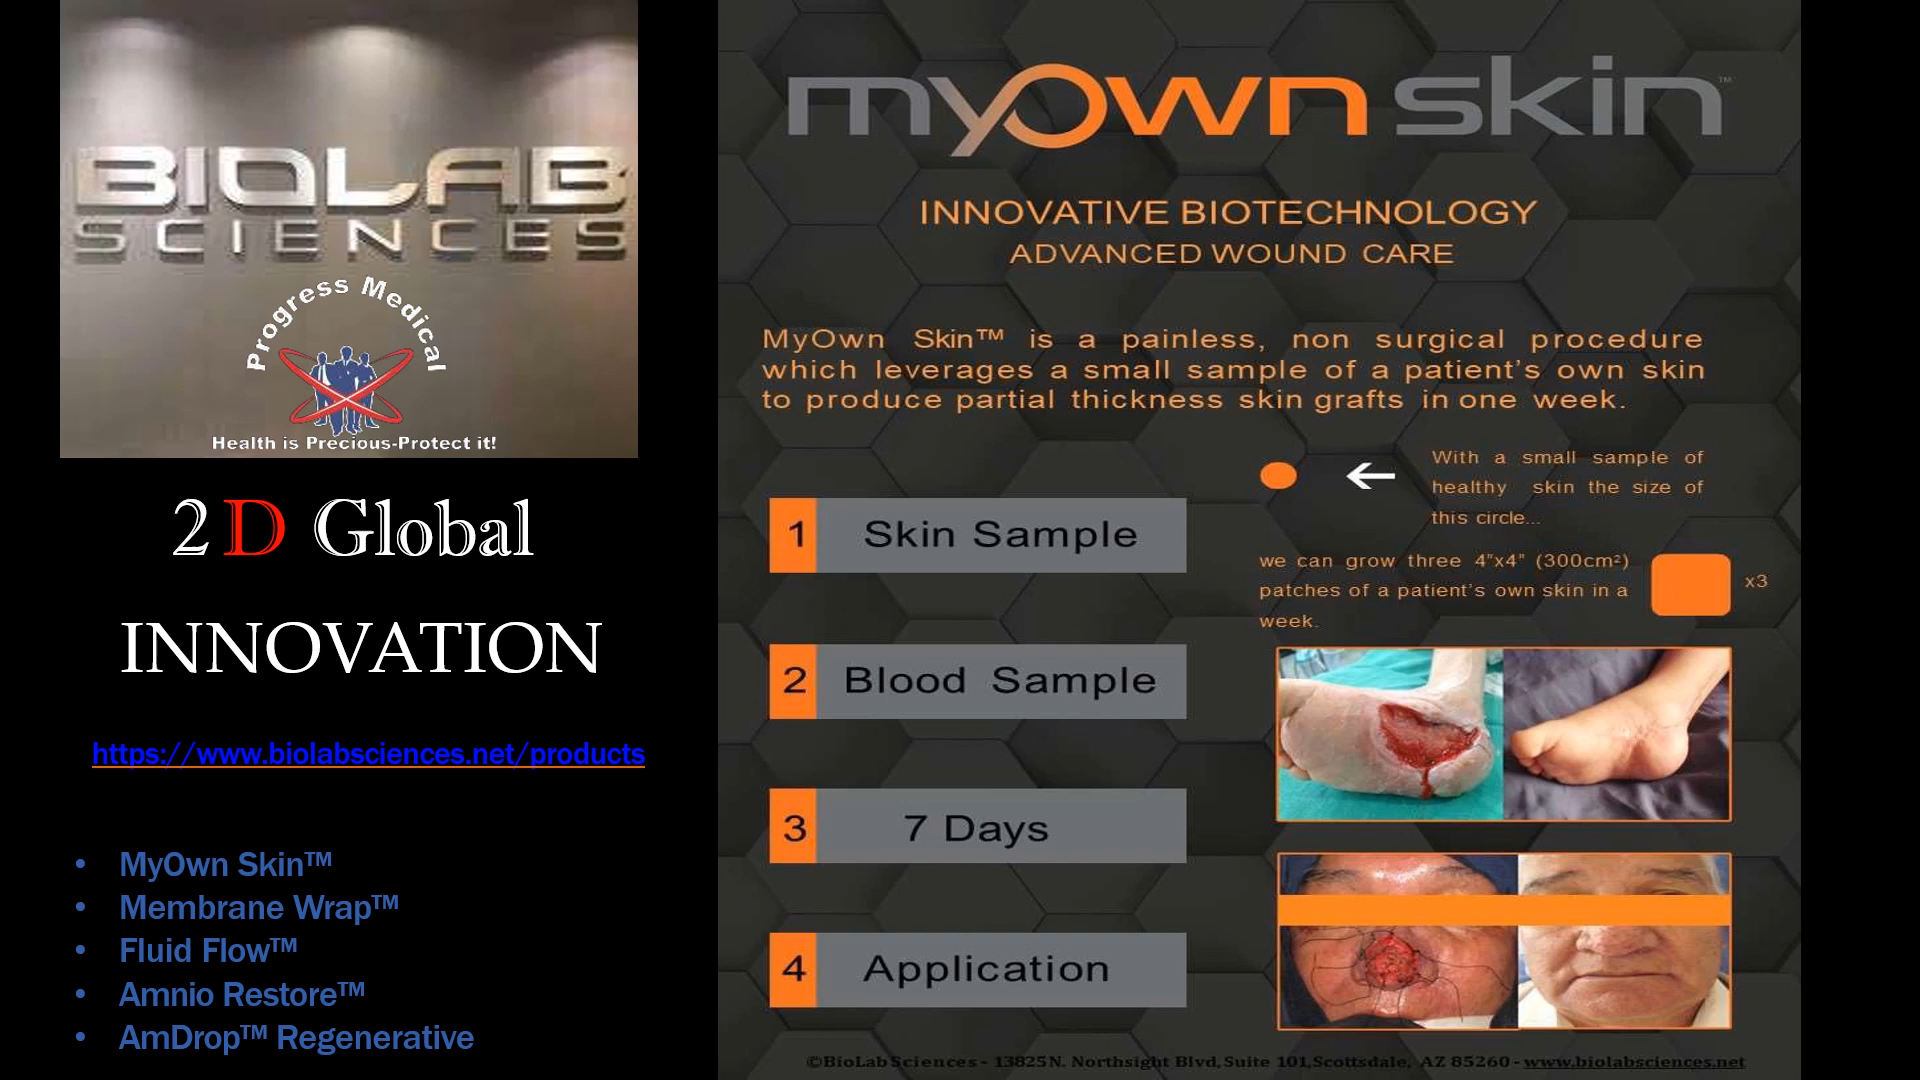 BIOLAB
SCIENCES
Progress Medical
Health is Precious-Protect it!
2 D Global
INNOVATION
https://www.biolabsciences.net/products
• MyOwn Skin™
• Membrane Wrap™
• Fluid Flow™
• Amnio Restore™
• AmDrop™ Regenerative
myOwn skin™
INNOVATIVE BIOTECHNOLOGY
ADVANCED WOUND CARE
MyOwn Skin™ is a painless, non surgical procedure
which leverages a small sample of a patient's own skin
to produce partial thickness skin grafts in one week.
With a small sample of
healthy skin the size of
this circle...
we can grow three 4"x4" (300cm²)
patches of a patient's own skin in a
week.
x3
1 Skin Sample
2 Blood Sample
3 7 Days
4 Application
©BioLab Sciences - 13825 N. Northsight Blvd, Suite 101, Scottsdale, AZ 85260 - www.biolabsciences.net